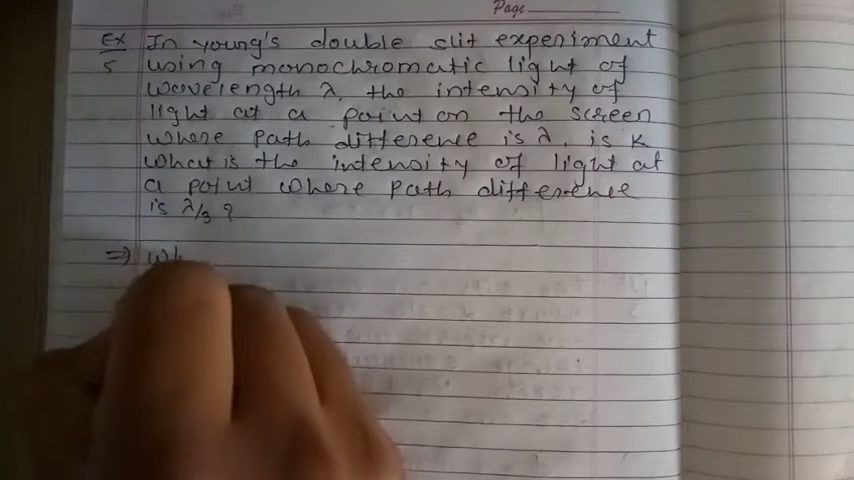 Page
Ex In young's double slit experiment
5 using monochromatic light of
wavelength λ, the intensity of
light at a point on the screen
where path difference is λ, is K
what is the intensity of light at
a point where path difference
is λ/3 ?
⇒ wh